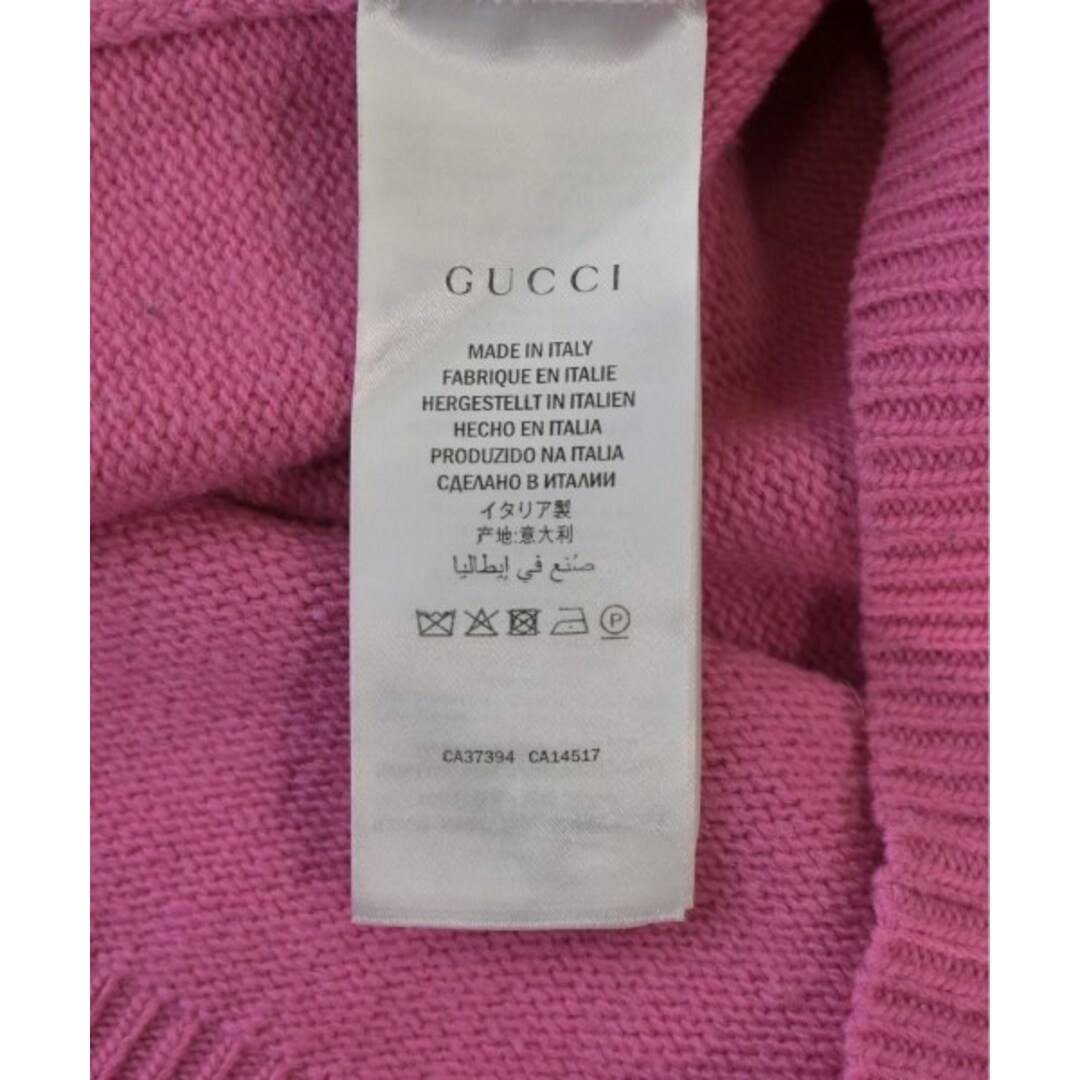 GUCCI
MADE IN ITALY
FABRIQUE EN ITALIE
HERGESTELLT IN ITALIEN
HECHO EN ITALIA
PRODUZIDO NA ITALIA
СДЕЛАНО В ИТАЛИИ
イタリア製
产地:意大利
صُنع في إيطاليا
P
CA37394 CA14517